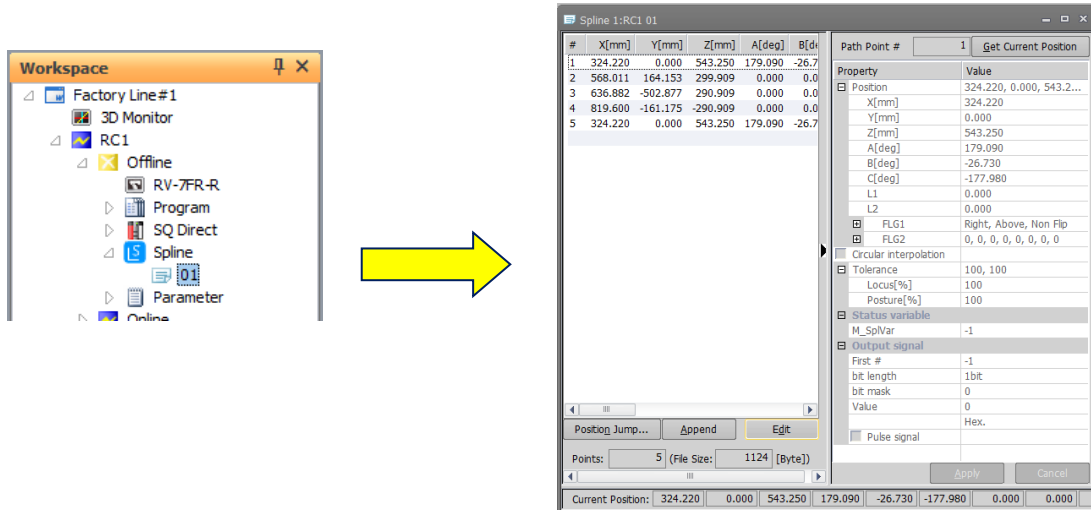 Workspace
Factory Line#1
3D Monitor
RC1
Offline
RV-7FR-R
Program
SQ Direct
Spline
01
Parameter
Online
Spline 1:RC1 01
# X[mm] Y[mm] Z[mm] A[deg] B[de
1 324.220 0.000 543.250 179.090 -26.7
2 568.011 164.153 299.909 0.000 0.0
3 636.882 -502.877 290.909 0.000 0.0
4 819.600 -161.175 -290.909 0.000 0.0
5 324.220 0.000 543.250 179.090 -26.7
Position Jump... Append Edit
Points: 5 (File Size: 1124 [Byte])
Path Point # 1 Get Current Position
Property Value
Position 324.220, 0.000, 543.2...
X[mm] 324.220
Y[mm] 0.000
Z[mm] 543.250
A[deg] 179.090
B[deg] -26.730
C[deg] -177.980
L1 0.000
L2 0.000
FLG1 Right, Above, Non Flip
FLG2 0, 0, 0, 0, 0, 0, 0, 0
Circular interpolation
Tolerance 100, 100
Locus[%] 100
Posture[%] 100
Status variable
M_SplVar -1
Output signal
First # -1
bit length 1bit
bit mask 0
Value 0
Hex.
Pulse signal
Apply Cancel
Current Position: 324.220 0.000 543.250 179.090 -26.730 -177.980 0.000 0.000